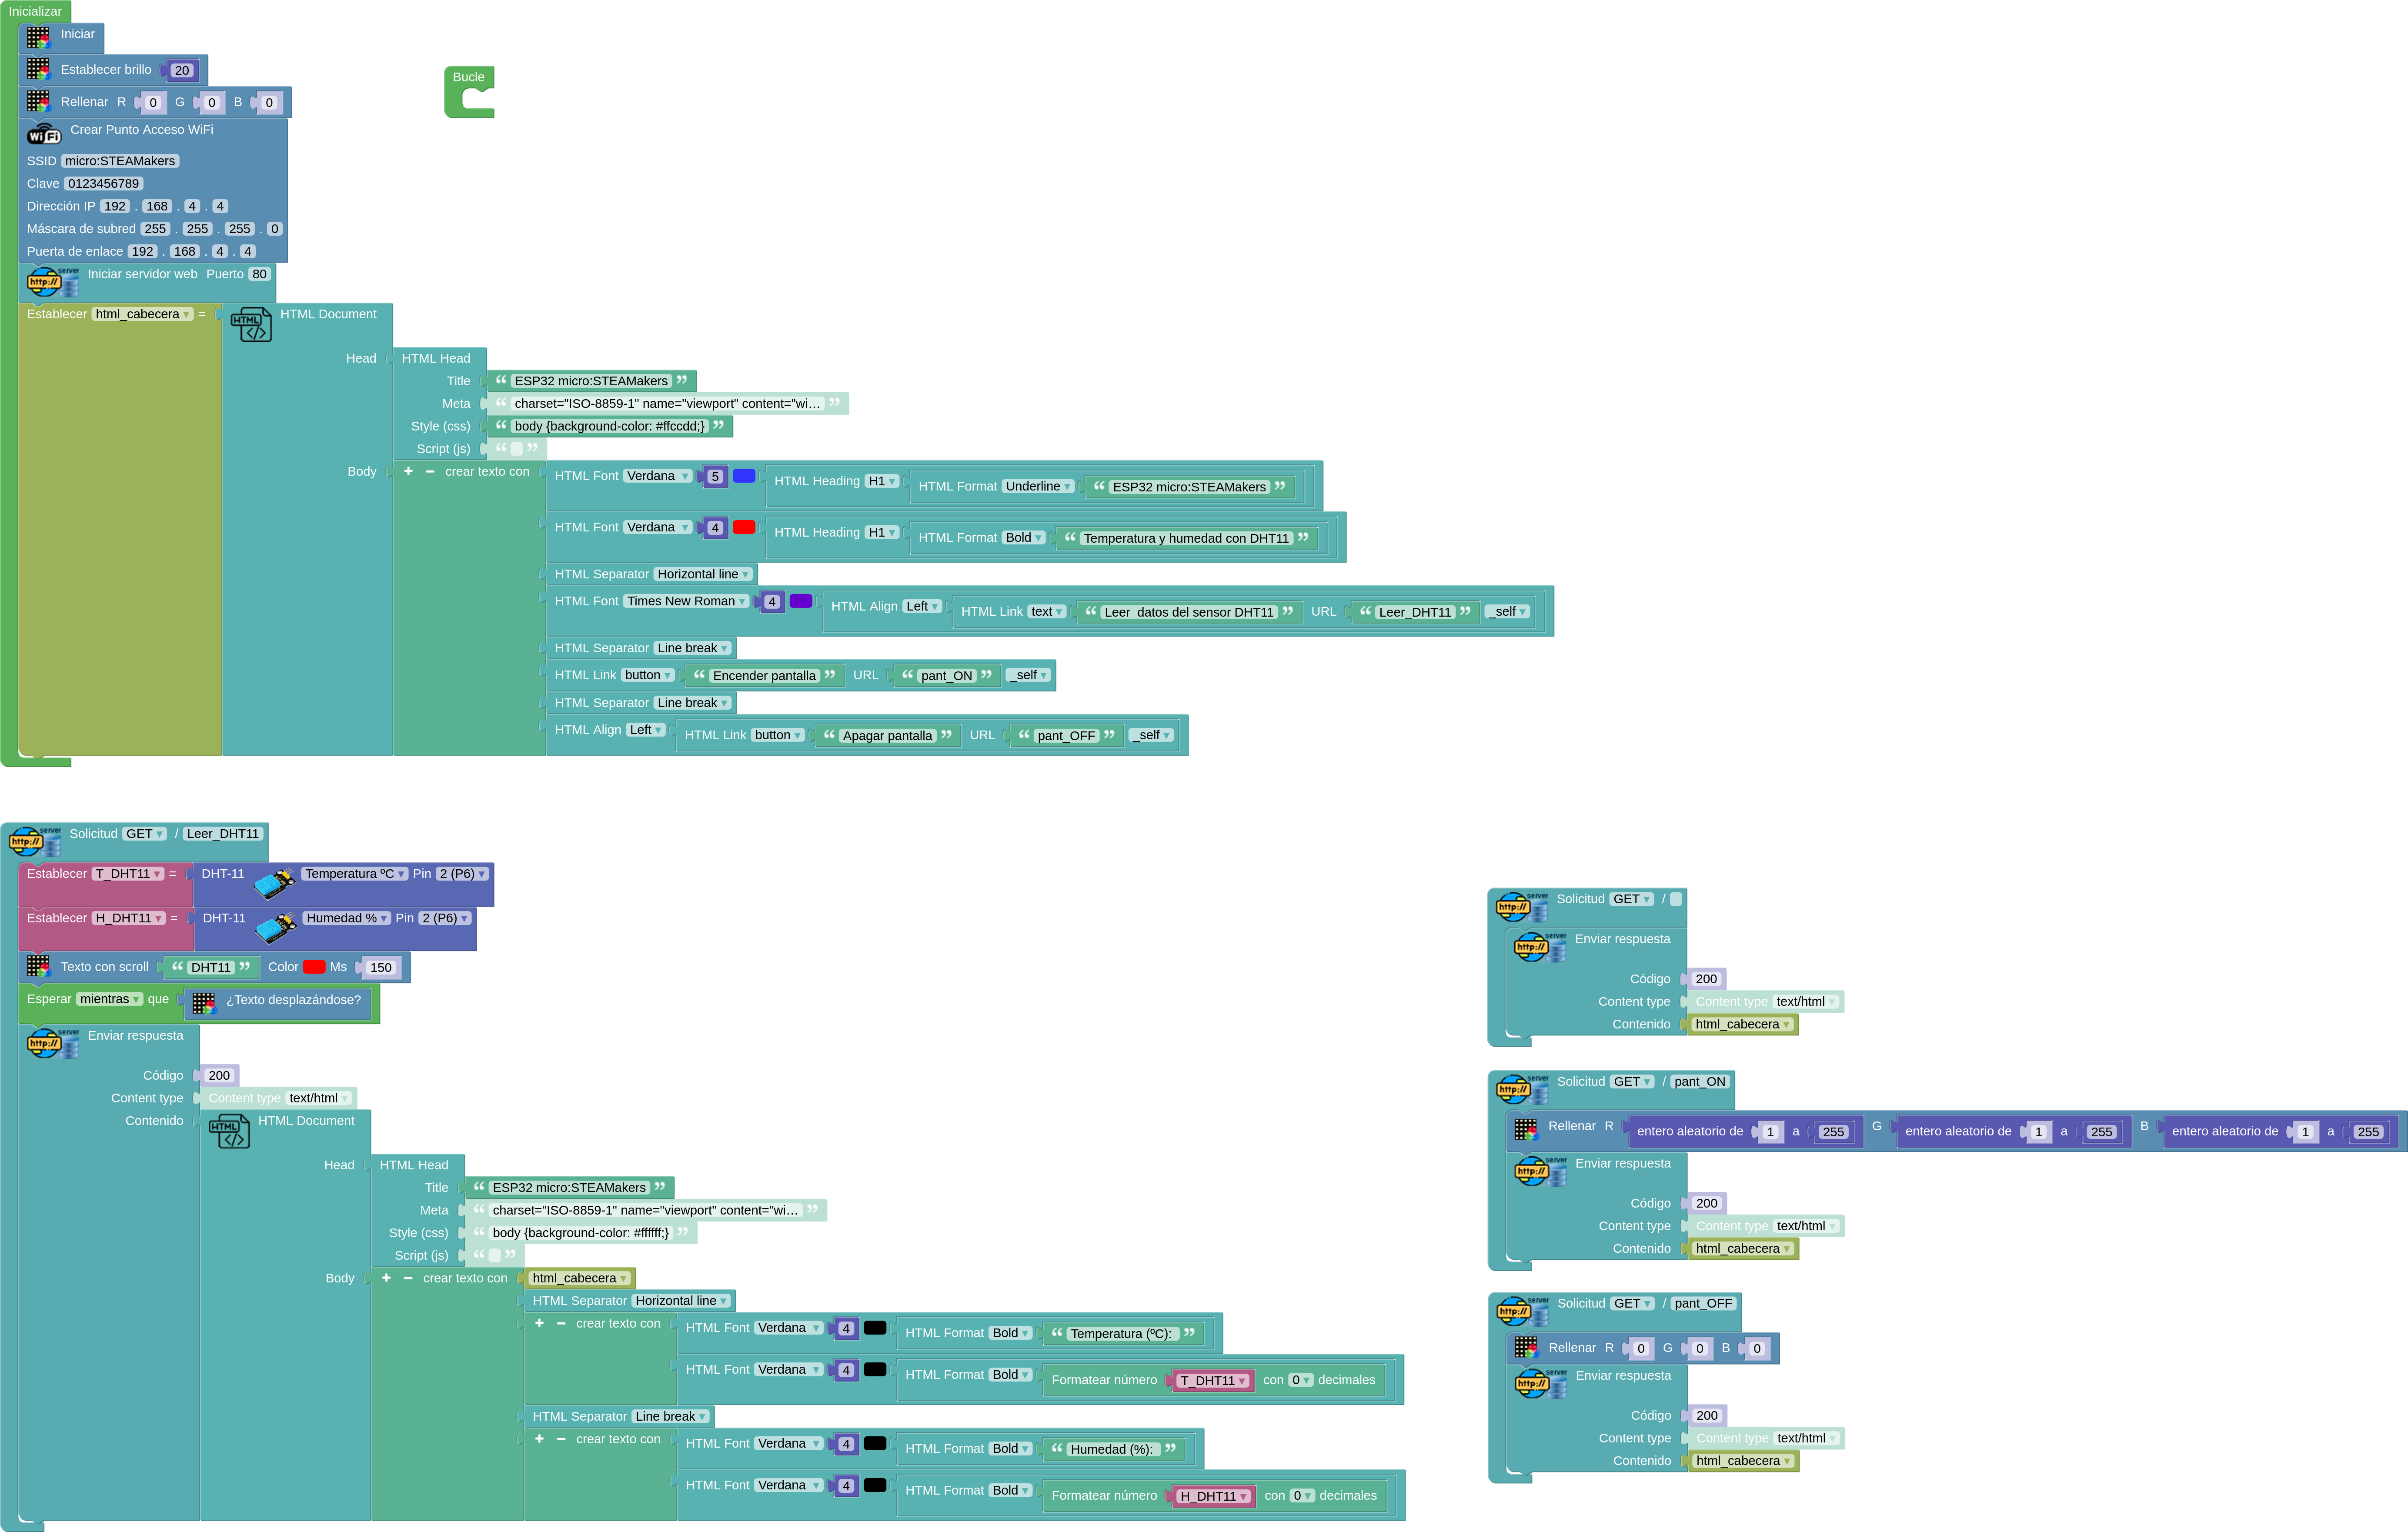 Inicializar
Iniciar
Establecer brillo 20
Rellenar R 0 G 0 B 0
WiFi Crear Punto Acceso WiFi
SSID micro:STEAMakers
Clave 0123456789
Dirección IP 192 . 168 . 4 . 4
Máscara de subred 255 . 255 . 255 . 0
Puerta de enlace 192 . 168 . 4 . 4
http:// server Iniciar servidor web Puerto 80
Establecer html_cabecera = HTML HTML Document
Head HTML Head
Title “ ESP32 micro:STEAMakers ”
Meta “ charset="ISO-8859-1" name="viewport" content="wi… ”
Style (css) “ body {background-color: #ffccdd;} ”
Script (js) “ ”
Body + − crear texto con HTML Font Verdana 5 HTML Heading H1 HTML Format Underline “ ESP32 micro:STEAMakers ”
HTML Font Verdana 4 HTML Heading H1 HTML Format Bold “ Temperatura y humedad con DHT11 ”
HTML Separator Horizontal line
HTML Font Times New Roman 4 HTML Align Left HTML Link text “ Leer datos del sensor DHT11 ” URL “ Leer_DHT11 ” _self
HTML Separator Line break
HTML Link button “ Encender pantalla ” URL “ pant_ON ” _self
HTML Separator Line break
HTML Align Left HTML Link button “ Apagar pantalla ” URL “ pant_OFF ” _self
Bucle
http:// server Solicitud GET / Leer_DHT11
Establecer T_DHT11 = DHT-11 Temperatura ºC Pin 2 (P6)
Establecer H_DHT11 = DHT-11 Humedad % Pin 2 (P6)
Texto con scroll “ DHT11 ” Color Ms 150
Esperar mientras que ¿Texto desplazándose?
http:// server Enviar respuesta
Código 200
Content type Content type text/html
Contenido HTML HTML Document
Head HTML Head
Title “ ESP32 micro:STEAMakers ”
Meta “ charset="ISO-8859-1" name="viewport" content="wi… ”
Style (css) “ body {background-color: #ffffff;} ”
Script (js) “ ”
Body + − crear texto con html_cabecera
HTML Separator Horizontal line
+ − crear texto con HTML Font Verdana 4 HTML Format Bold “ Temperatura (ºC): ”
HTML Font Verdana 4 HTML Format Bold Formatear número T_DHT11 con 0 decimales
HTML Separator Line break
+ − crear texto con HTML Font Verdana 4 HTML Format Bold “ Humedad (%): ”
HTML Font Verdana 4 HTML Format Bold Formatear número H_DHT11 con 0 decimales
http:// server Solicitud GET /
http:// server Enviar respuesta
Código 200
Content type Content type text/html
Contenido html_cabecera
http:// server Solicitud GET / pant_ON
Rellenar R entero aleatorio de 1 a 255 G entero aleatorio de 1 a 255 B entero aleatorio de 1 a 255
http:// server Enviar respuesta
Código 200
Content type Content type text/html
Contenido html_cabecera
http:// server Solicitud GET / pant_OFF
Rellenar R 0 G 0 B 0
http:// server Enviar respuesta
Código 200
Content type Content type text/html
Contenido html_cabecera